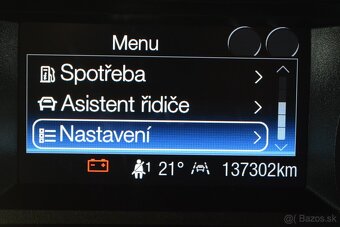 Menu
Spotřeba
Asistent řidiče
Nastavení
1 21° 137302km
© Bazos.sk